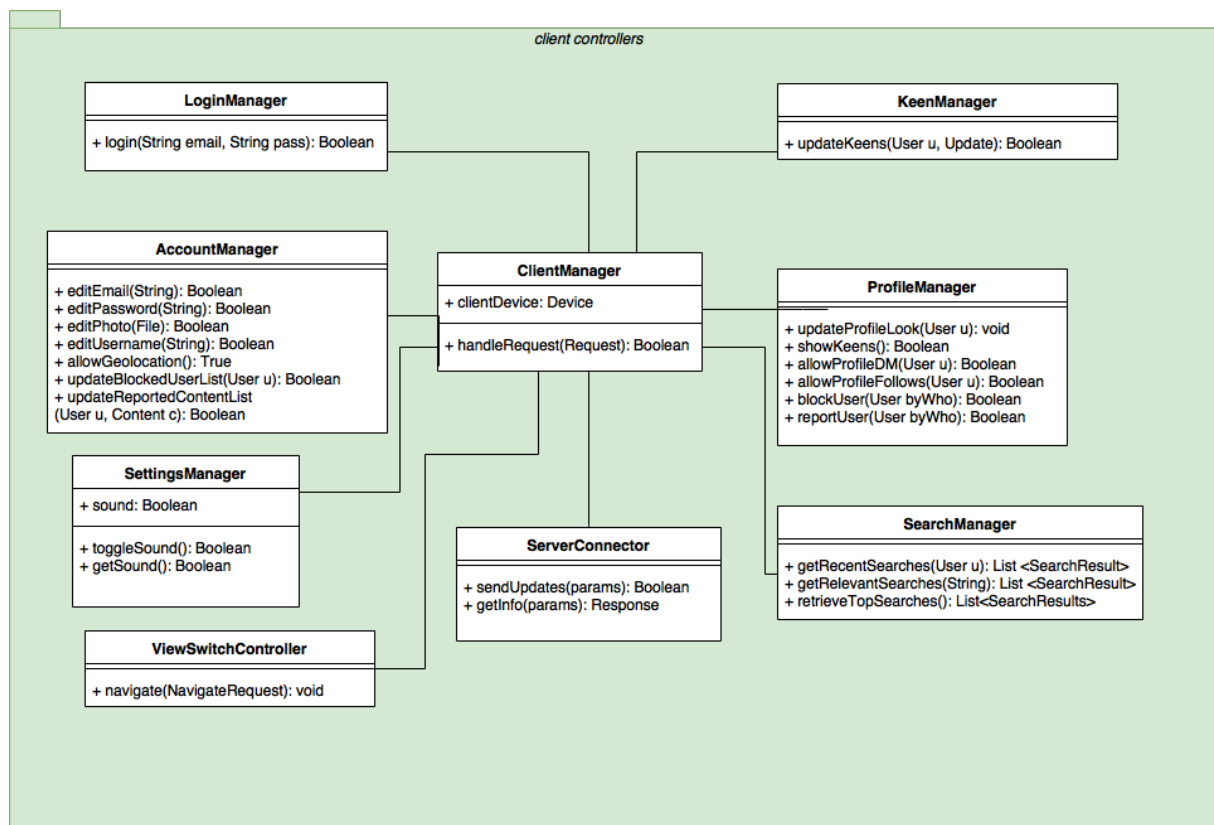 client controllers
LoginManager
+ login(String email, String pass): Boolean
KeenManager
+ updateKeens(User u, Update): Boolean
AccountManager
+ editEmail(String): Boolean
+ editPassword(String): Boolean
+ editPhoto(File): Boolean
+ editUsername(String): Boolean
+ allowGeolocation(): True
+ updateBlockedUserList(User u): Boolean
+ updateReportedContentList
(User u, Content c): Boolean
ClientManager
+ clientDevice: Device
+ handleRequest(Request): Boolean
ProfileManager
+ updateProfileLook(User u): void
+ showKeens(): Boolean
+ allowProfileDM(User u): Boolean
+ allowProfileFollows(User u): Boolean
+ blockUser(User byWho): Boolean
+ reportUser(User byWho): Boolean
SettingsManager
+ sound: Boolean
+ toggleSound(): Boolean
+ getSound(): Boolean
ServerConnector
+ sendUpdates(params): Boolean
+ getInfo(params): Response
SearchManager
+ getRecentSearches(User u): List <SearchResult>
+ getRelevantSearches(String): List <SearchResult>
+ retrieveTopSearches(): List<SearchResults>
ViewSwitchController
+ navigate(NavigateRequest): void